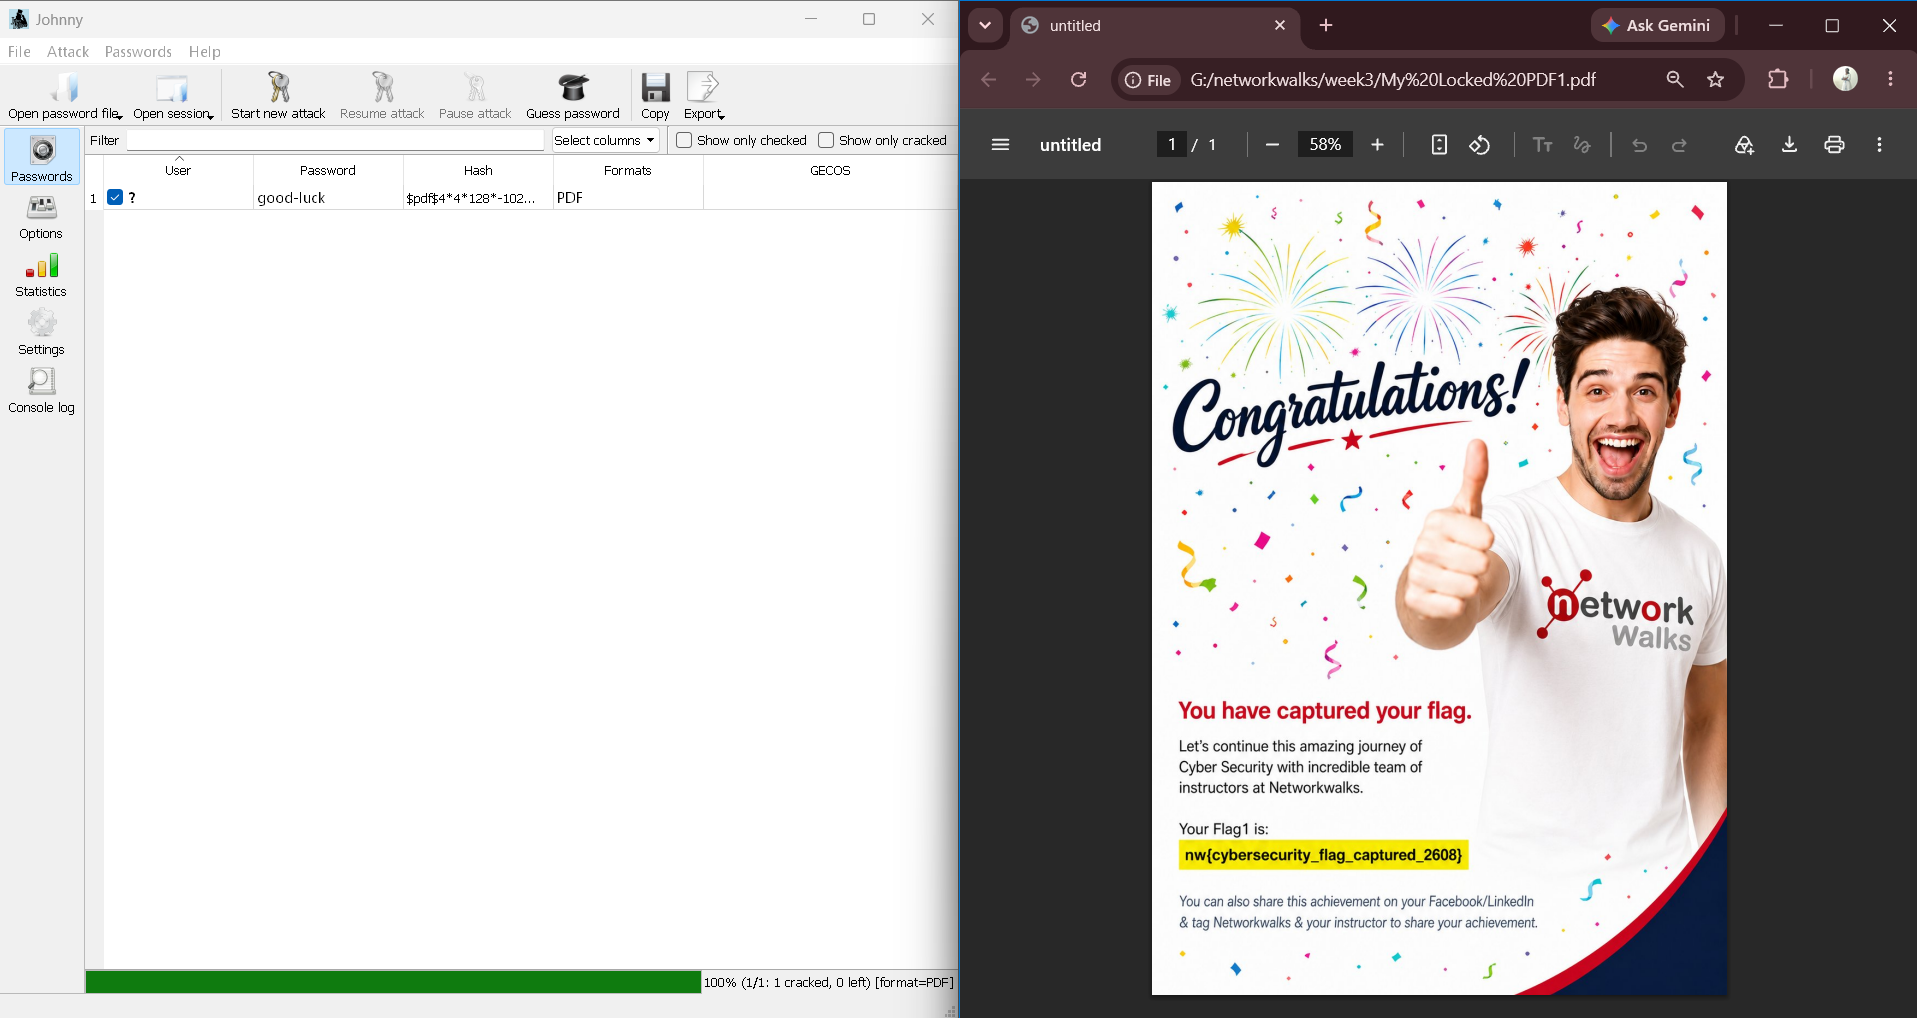 Johnny
File Attack Passwords Help
Open password file Open session Start new attack Resume attack Pause attack Guess password Copy Export
Filter Select columns Show only checked Show only cracked
Passwords
Options
Statistics
Settings
Console log
User Password Hash Formats GECOS
1 ? good-luck $pdf$4*4*128*-102... PDF
100% (1/1: 1 cracked, 0 left) [format=PDF]
untitled
Ask Gemini
File G:/networkwalks/week3/My%20Locked%20PDF1.pdf
untitled 1 / 1 58%
Congratulations!
network
Walks
You have captured your flag.
Let's continue this amazing journey of
Cyber Security with incredible team of
instructors at Networkwalks.
Your Flag1 is:
nw{cybersecurity_flag_captured_2608}
You can also share this achievement on your Facebook/LinkedIn
& tag Networkwalks & your instructor to share your achievement.